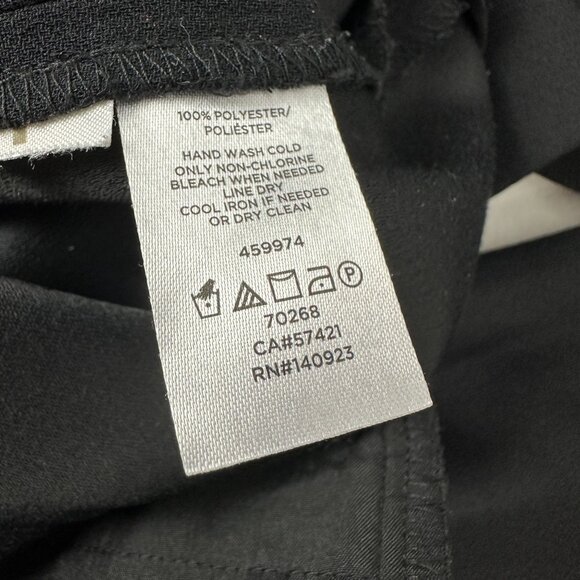 100% POLYESTER/
POLIÉSTER
HAND WASH COLD
ONLY NON-CHLORINE
BLEACH WHEN NEEDED
LINE DRY
COOL IRON IF NEEDED
OR DRY CLEAN
459974
P
70268
CA#57421
RN#140923